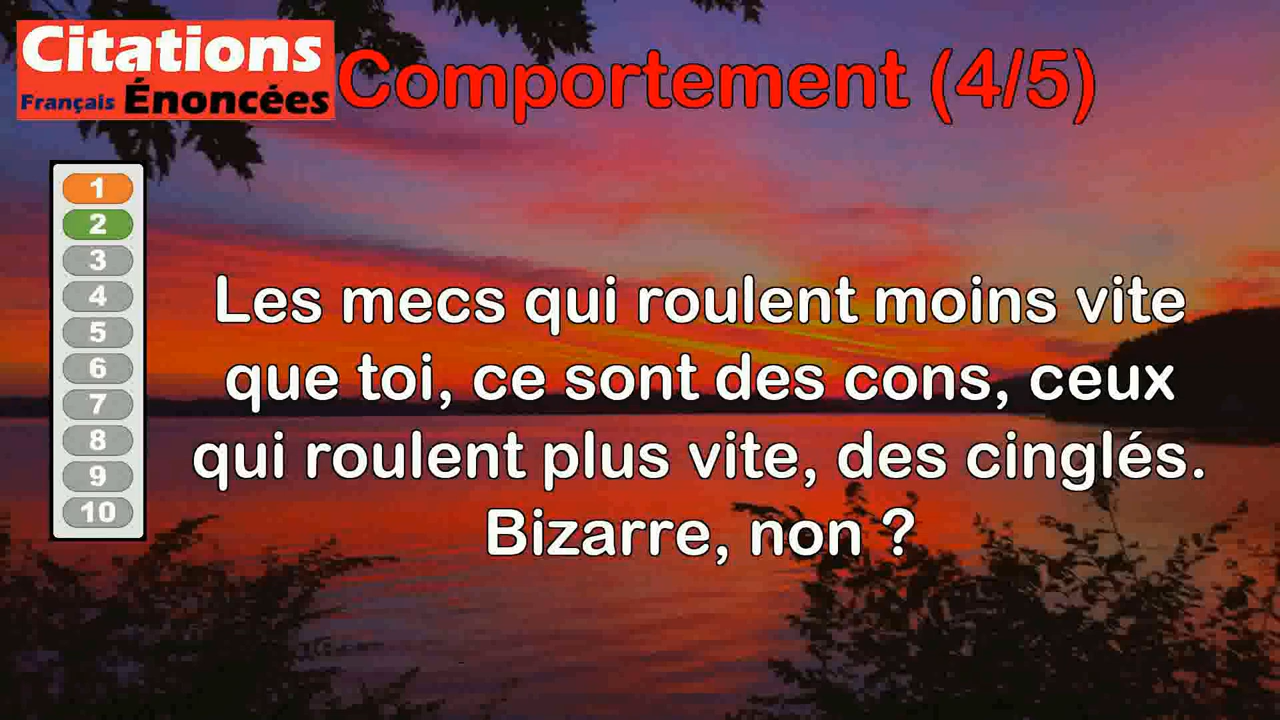 Citations
Français Énoncées
Comportement (4/5)
1
2
3
4
5
6
7
8
9
10
Les mecs qui roulent moins vite
que toi, ce sont des cons, ceux
qui roulent plus vite, des cinglés.
Bizarre, non ?